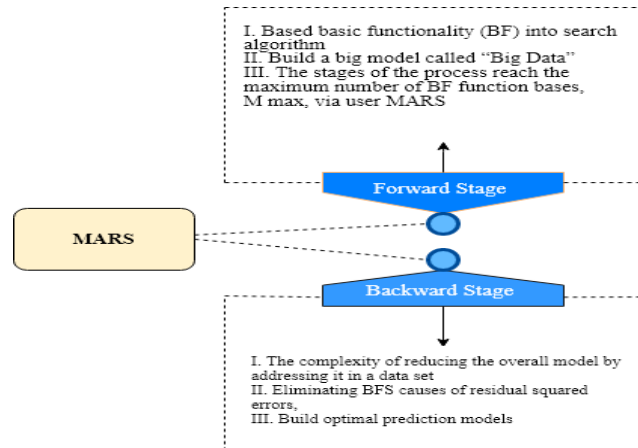 I. Based basic functionality (BF) into search
algorithm
II. Build a big model called “Big Data”
III. The stages of the process reach the
maximum number of BF function bases,
M max, via user MARS
Forward Stage
MARS
Backward Stage
I. The complexity of reducing the overall model by
addressing it in a data set
II. Eliminating BFS causes of residual squared
errors,
III. Build optimal prediction models